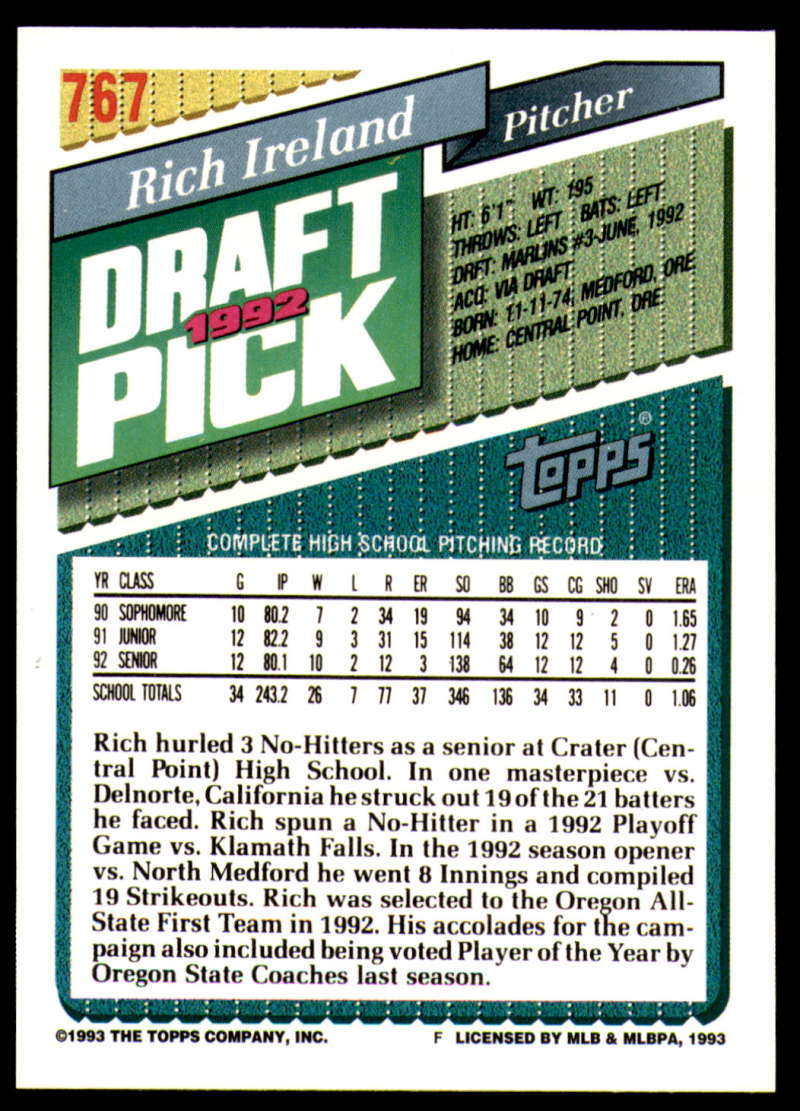 767
Rich Ireland
Pitcher
DRAFT
1992
PICK
HT: 6'1" WT: 195
THROWS: LEFT BATS: LEFT
DRFT: MARLINS #3-JUNE, 1992
ACQ: VIA DRAFT
BORN: 11-11-74, MEDFORD, ORE
HOME: CENTRAL POINT, ORE
topps®
COMPLETE HIGH SCHOOL PITCHING RECORD
YR CLASS G IP W L R ER SO BB GS CG SHO SV ERA
90 SOPHOMORE 10 80.2 7 2 34 19 94 34 10 9 2 0 1.65
91 JUNIOR 12 82.2 9 3 31 15 114 38 12 12 5 0 1.27
92 SENIOR 12 80.1 10 2 12 3 138 64 12 12 4 0 0.26
SCHOOL TOTALS 34 243.2 26 7 77 37 346 136 34 33 11 0 1.06
Rich hurled 3 No-Hitters as a senior at Crater (Cen-
tral Point) High School. In one masterpiece vs.
Delnorte, California he struck out 19 of the 21 batters
he faced. Rich spun a No-Hitter in a 1992 Playoff
Game vs. Klamath Falls. In the 1992 season opener
vs. North Medford he went 8 Innings and compiled
19 Strikeouts. Rich was selected to the Oregon All-
State First Team in 1992. His accolades for the cam-
paign also included being voted Player of the Year by
Oregon State Coaches last season.
©1993 THE TOPPS COMPANY, INC. F LICENSED BY MLB & MLBPA, 1993